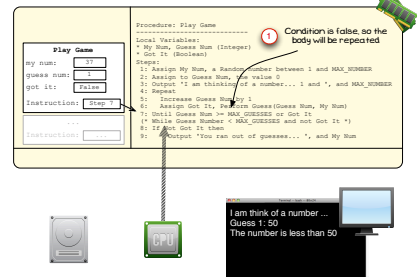 Procedure: Play Game
Local Variables:
* My Num, Guess Num (Integer)
* Got It (Boolean)
Steps:
1: Assign My Num, a Random number between 1 and MAX_NUMBER
2: Assign to Guess Num, the value 0
3: Output 'I am thinking of a number... 1 and ', and MAX_NUMBER
4: Repeat
5: Increase Guess Num by 1
Assign Got It, Perform Guess(Guess Num, My Num)
7: Until Guess Num >= MAX_GUESSES or Got It
(* While Guess Number < MAX_GUESSES and not Got It *)
8: If Not Got It then
9: Output 'You ran out of guesses... ', and My Num
1
Condition is false, so the
body will be repeated
Play Game
my num: 37
guess num: 1
got it: False
Instruction: Step 7
...
Instruction: ...
CPU
I am think of a number ...
Guess 1: 50
The number is less than 50